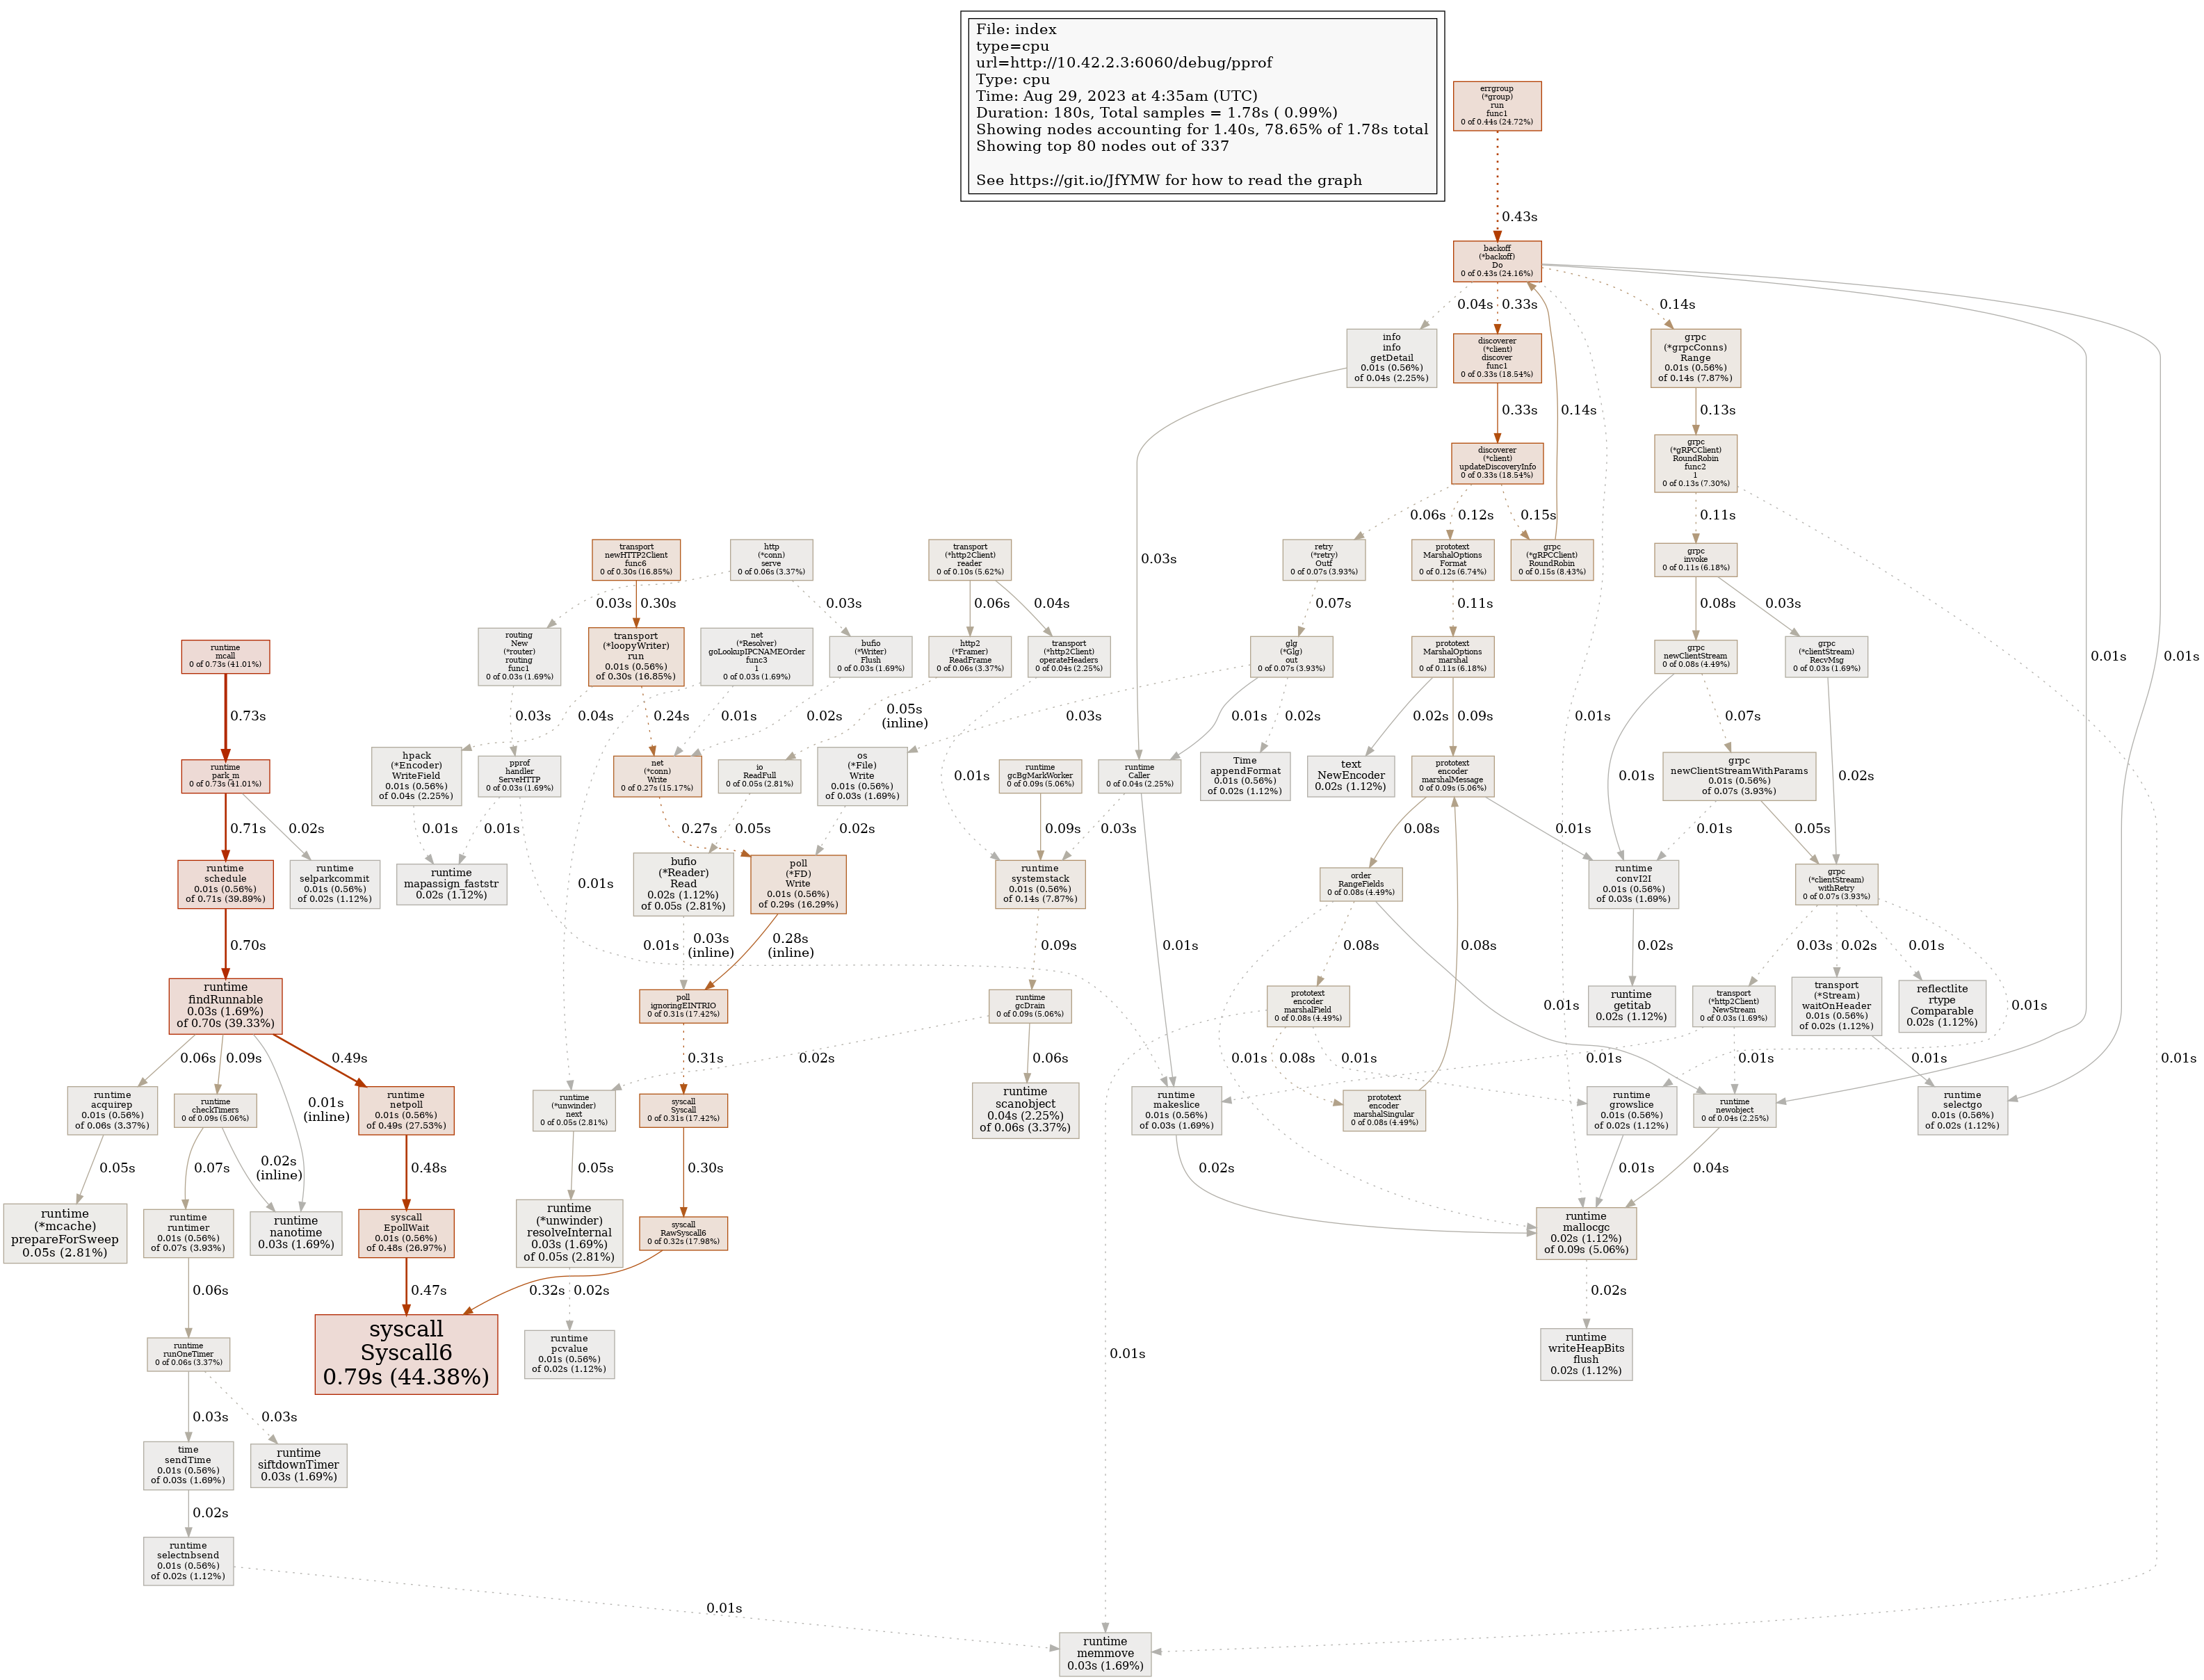 File: index
type=cpu
url=http://10.42.2.3:6060/debug/pprof
Type: cpu
Time: Aug 29, 2023 at 4:35am (UTC)
Duration: 180s, Total samples = 1.78s ( 0.99%)
Showing nodes accounting for 1.40s, 78.65% of 1.78s total
Showing top 80 nodes out of 337
See https://git.io/JfYMW for how to read the graph
errgroup
(*group)
run
func1
0 of 0.44s (24.72%)
0.43s
backoff
(*backoff)
Do
0 of 0.43s (24.16%)
0.04s
0.33s
0.14s
info
info
getDetail
0.01s (0.56%)
of 0.04s (2.25%)
discoverer
(*client)
discover
func1
0 of 0.33s (18.54%)
grpc
(*grpcConns)
Range
0.01s (0.56%)
of 0.14s (7.87%)
0.33s
0.14s
0.13s
discoverer
(*client)
updateDiscoveryInfo
0 of 0.33s (18.54%)
grpc
(*gRPCClient)
RoundRobin
func2
1
0 of 0.13s (7.30%)
0.06s
0.12s
0.15s
0.11s
transport
newHTTP2Client
func6
0 of 0.30s (16.85%)
http
(*conn)
serve
0 of 0.06s (3.37%)
transport
(*http2Client)
reader
0 of 0.10s (5.62%)
0.03s
retry
(*retry)
Outf
0 of 0.07s (3.93%)
prototext
MarshalOptions
Format
0 of 0.12s (6.74%)
grpc
(*gRPCClient)
RoundRobin
0 of 0.15s (8.43%)
0.01s
grpc
invoke
0 of 0.11s (6.18%)
0.03s
0.30s
0.03s
0.06s
0.04s
0.07s
0.11s
0.08s
0.03s
runtime
mcall
0 of 0.73s (41.01%)
routing
New
(*router)
routing
func1
0 of 0.03s (1.69%)
transport
(*loopyWriter)
run
0.01s (0.56%)
of 0.30s (16.85%)
net
(*Resolver)
goLookupIPCNAMEOrder
func3
1
0 of 0.03s (1.69%)
bufio
(*Writer)
Flush
0 of 0.03s (1.69%)
http2
(*Framer)
ReadFrame
0 of 0.06s (3.37%)
transport
(*http2Client)
operateHeaders
0 of 0.04s (2.25%)
glg
(*Glg)
out
0 of 0.07s (3.93%)
prototext
MarshalOptions
marshal
0 of 0.11s (6.18%)
grpc
newClientStream
0 of 0.08s (4.49%)
grpc
(*clientStream)
RecvMsg
0 of 0.03s (1.69%)
0.01s
0.01s
0.73s
0.03s
0.04s
0.24s
0.01s
0.02s
0.05s
(inline)
0.03s
0.01s
0.02s
0.02s
0.09s
0.07s
runtime
park_m
0 of 0.73s (41.01%)
hpack
(*Encoder)
WriteField
0.01s (0.56%)
of 0.04s (2.25%)
pprof
handler
ServeHTTP
0 of 0.03s (1.69%)
net
(*conn)
Write
0 of 0.27s (15.17%)
io
ReadFull
0 of 0.05s (2.81%)
os
(*File)
Write
0.01s (0.56%)
of 0.03s (1.69%)
0.01s
runtime
gcBgMarkWorker
0 of 0.09s (5.06%)
runtime
Caller
0 of 0.04s (2.25%)
Time
appendFormat
0.01s (0.56%)
of 0.02s (1.12%)
text
NewEncoder
0.02s (1.12%)
prototext
encoder
marshalMessage
0 of 0.09s (5.06%)
0.01s
grpc
newClientStreamWithParams
0.01s (0.56%)
of 0.07s (3.93%)
0.02s
0.71s
0.02s
0.01s
0.01s
0.27s
0.05s
0.02s
0.09s
0.03s
0.08s
0.01s
0.01s
0.05s
runtime
schedule
0.01s (0.56%)
of 0.71s (39.89%)
runtime
selparkcommit
0.01s (0.56%)
of 0.02s (1.12%)
runtime
mapassign_faststr
0.02s (1.12%)
0.01s
bufio
(*Reader)
Read
0.02s (1.12%)
of 0.05s (2.81%)
poll
(*FD)
Write
0.01s (0.56%)
of 0.29s (16.29%)
runtime
systemstack
0.01s (0.56%)
of 0.14s (7.87%)
order
RangeFields
0 of 0.08s (4.49%)
runtime
convI2I
0.01s (0.56%)
of 0.03s (1.69%)
grpc
(*clientStream)
withRetry
0 of 0.07s (3.93%)
0.70s
0.01s
0.03s
(inline)
0.28s
(inline)
0.09s
0.01s
0.08s
0.08s
0.02s
0.03s
0.02s
0.01s
runtime
findRunnable
0.03s (1.69%)
of 0.70s (39.33%)
poll
ignoringEINTRIO
0 of 0.31s (17.42%)
runtime
gcDrain
0 of 0.09s (5.06%)
prototext
encoder
marshalField
0 of 0.08s (4.49%)
0.01s
runtime
getitab
0.02s (1.12%)
transport
(*http2Client)
NewStream
0 of 0.03s (1.69%)
transport
(*Stream)
waitOnHeader
0.01s (0.56%)
of 0.02s (1.12%)
reflectlite
rtype
Comparable
0.02s (1.12%)
0.01s
0.06s
0.09s
0.49s
0.01s
(inline)
0.31s
0.02s
0.06s
0.01s
0.08s
0.01s
0.01s
0.01s
0.01s
0.01s
runtime
acquirep
0.01s (0.56%)
of 0.06s (3.37%)
runtime
checkTimers
0 of 0.09s (5.06%)
runtime
netpoll
0.01s (0.56%)
of 0.49s (27.53%)
runtime
(*unwinder)
next
0 of 0.05s (2.81%)
syscall
Syscall
0 of 0.31s (17.42%)
runtime
scanobject
0.04s (2.25%)
of 0.06s (3.37%)
runtime
makeslice
0.01s (0.56%)
of 0.03s (1.69%)
prototext
encoder
marshalSingular
0 of 0.08s (4.49%)
runtime
growslice
0.01s (0.56%)
of 0.02s (1.12%)
runtime
newobject
0 of 0.04s (2.25%)
runtime
selectgo
0.01s (0.56%)
of 0.02s (1.12%)
0.05s
0.07s
0.02s
(inline)
0.48s
0.05s
0.30s
0.02s
0.01s
0.04s
runtime
(*mcache)
prepareForSweep
0.05s (2.81%)
runtime
runtimer
0.01s (0.56%)
of 0.07s (3.93%)
runtime
nanotime
0.03s (1.69%)
syscall
EpollWait
0.01s (0.56%)
of 0.48s (26.97%)
runtime
(*unwinder)
resolveInternal
0.03s (1.69%)
of 0.05s (2.81%)
syscall
RawSyscall6
0 of 0.32s (17.98%)
runtime
mallocgc
0.02s (1.12%)
of 0.09s (5.06%)
0.06s
0.47s
0.32s
0.02s
0.02s
runtime
runOneTimer
0 of 0.06s (3.37%)
syscall
Syscall6
0.79s (44.38%)
runtime
pcvalue
0.01s (0.56%)
of 0.02s (1.12%)
0.01s
runtime
writeHeapBits
flush
0.02s (1.12%)
0.03s
0.03s
time
sendTime
0.01s (0.56%)
of 0.03s (1.69%)
runtime
siftdownTimer
0.03s (1.69%)
0.02s
runtime
selectnbsend
0.01s (0.56%)
of 0.02s (1.12%)
0.01s
runtime
memmove
0.03s (1.69%)